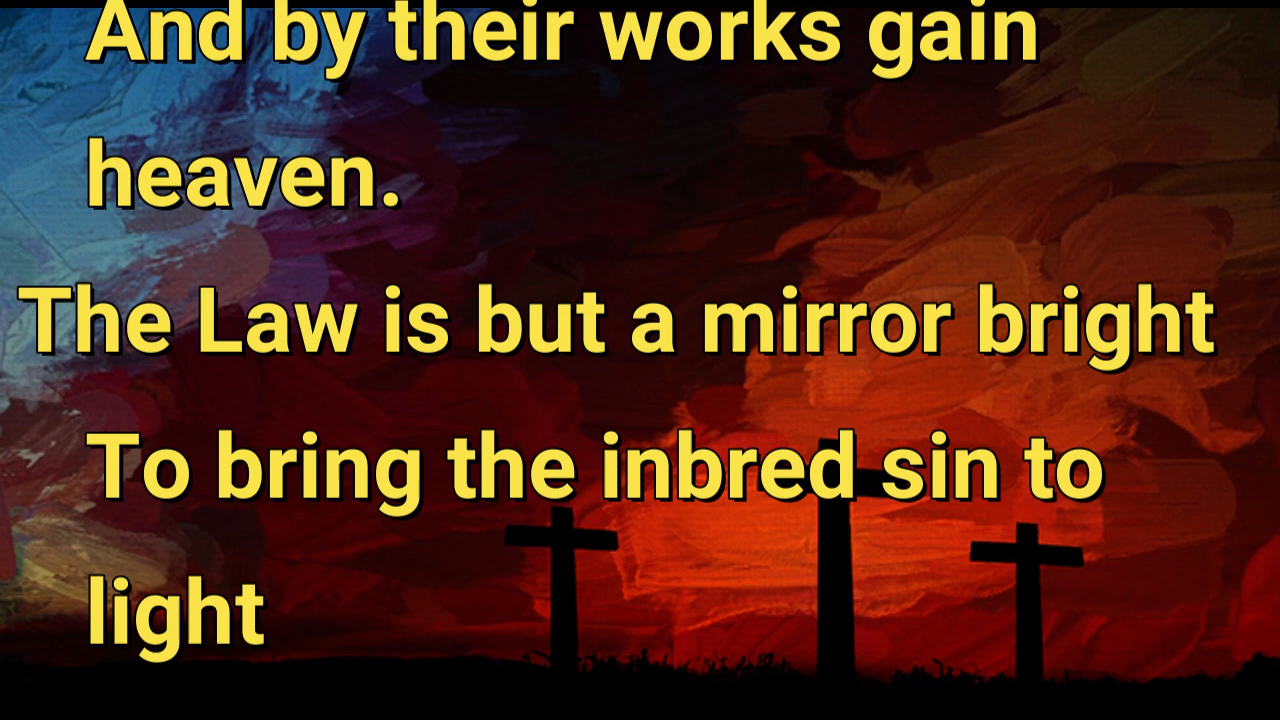 And by their works gain
heaven.
The Law is but a mirror bright
To bring the inbred sin to
light